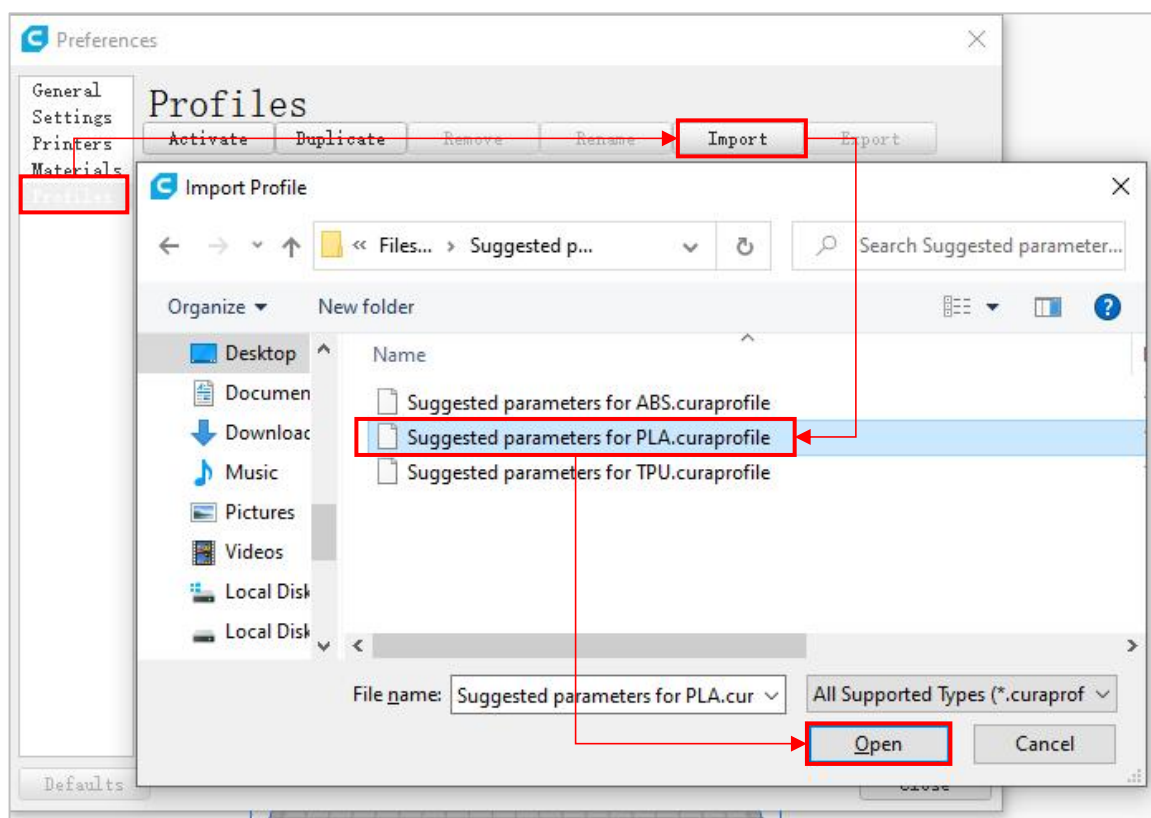 Preferences
General
Settings
Printers
Materials
Profiles
Profiles
Activate Duplicate Remove Rename Import Export
Import Profile
« Files... › Suggested p...
Search Suggested parameter...
Organize New folder
Desktop
Documen
Downloac
Music
Pictures
Videos
Local Disk
Local Disk
Name
Suggested parameters for ABS.curaprofile
Suggested parameters for PLA.curaprofile
Suggested parameters for TPU.curaprofile
File name: Suggested parameters for PLA.cur
All Supported Types (*.curaprof
Open Cancel
Defaults Close